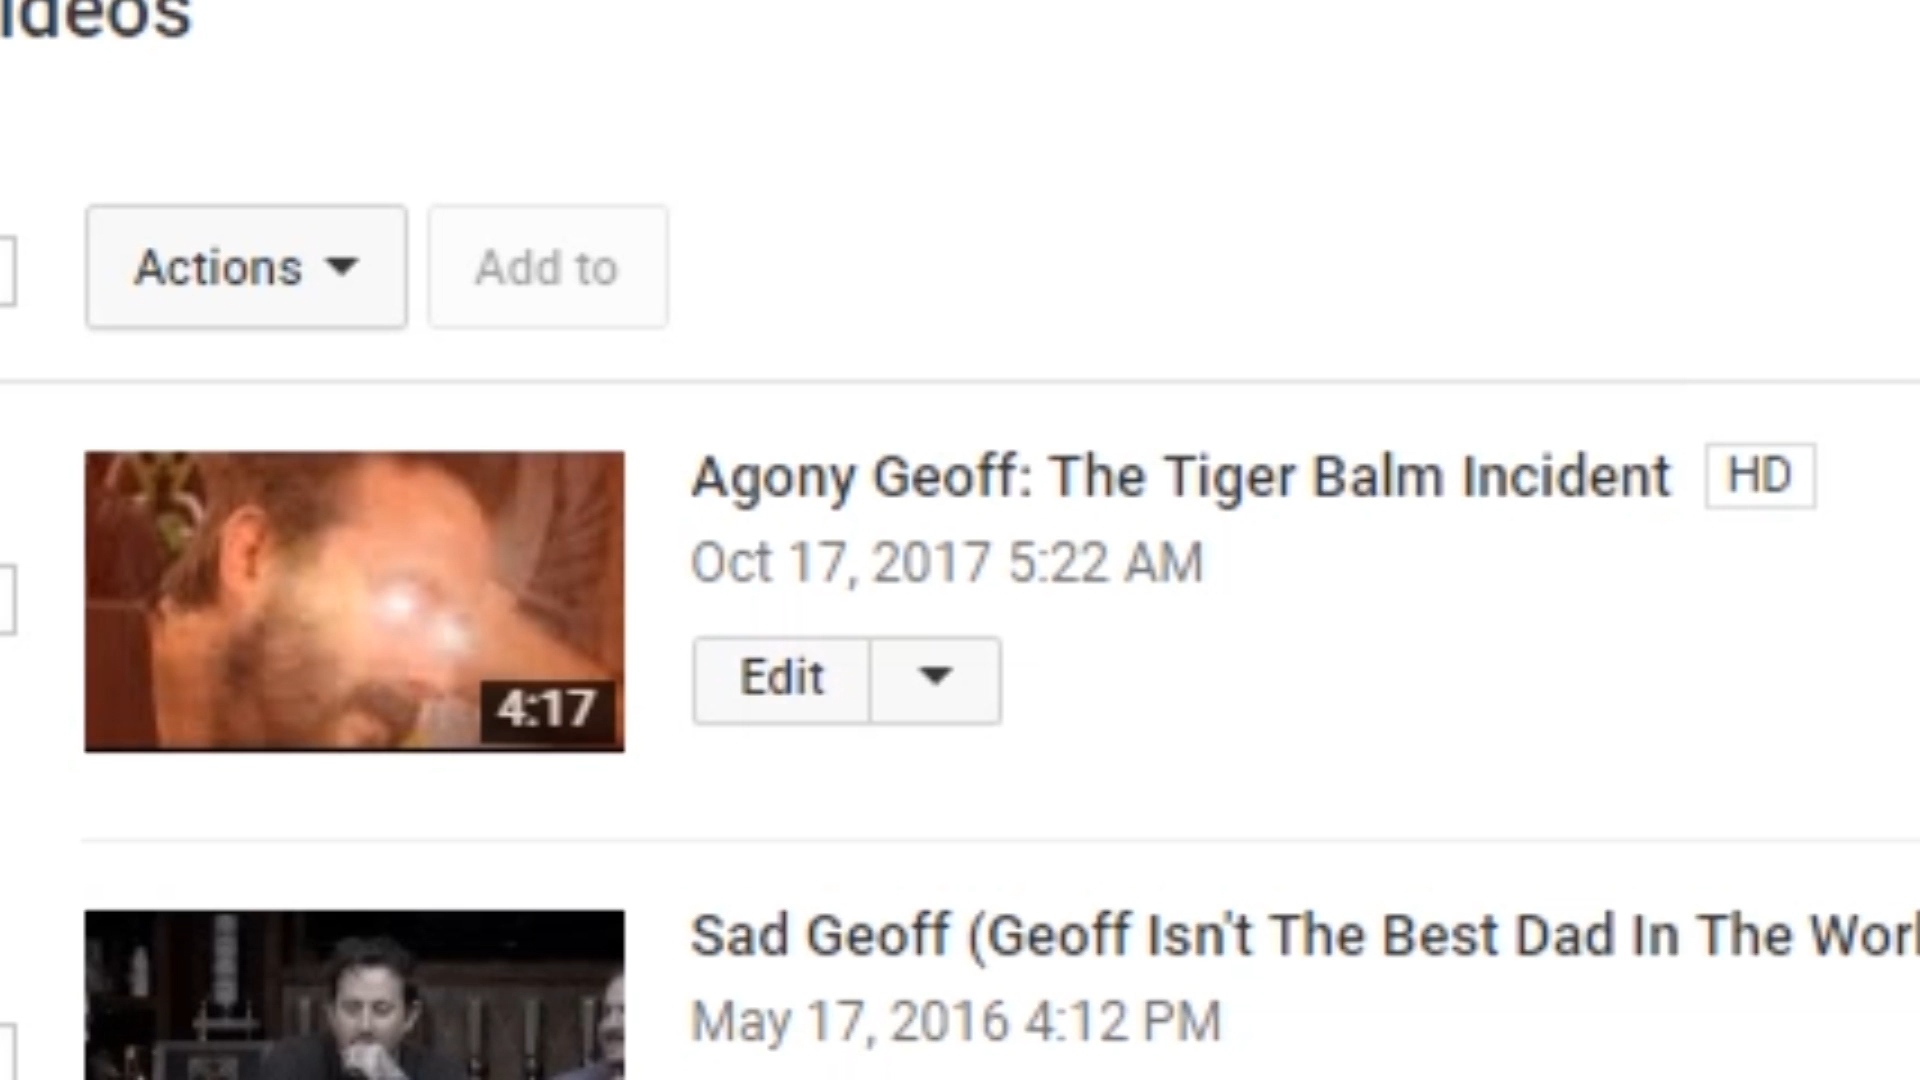 ideos
Actions
Add to
Agony Geoff: The Tiger Balm Incident HD
Oct 17, 2017 5:22 AM
Edit
4:17
Sad Geoff (Geoff Isn't The Best Dad In The Worl
May 17, 2016 4:12 PM